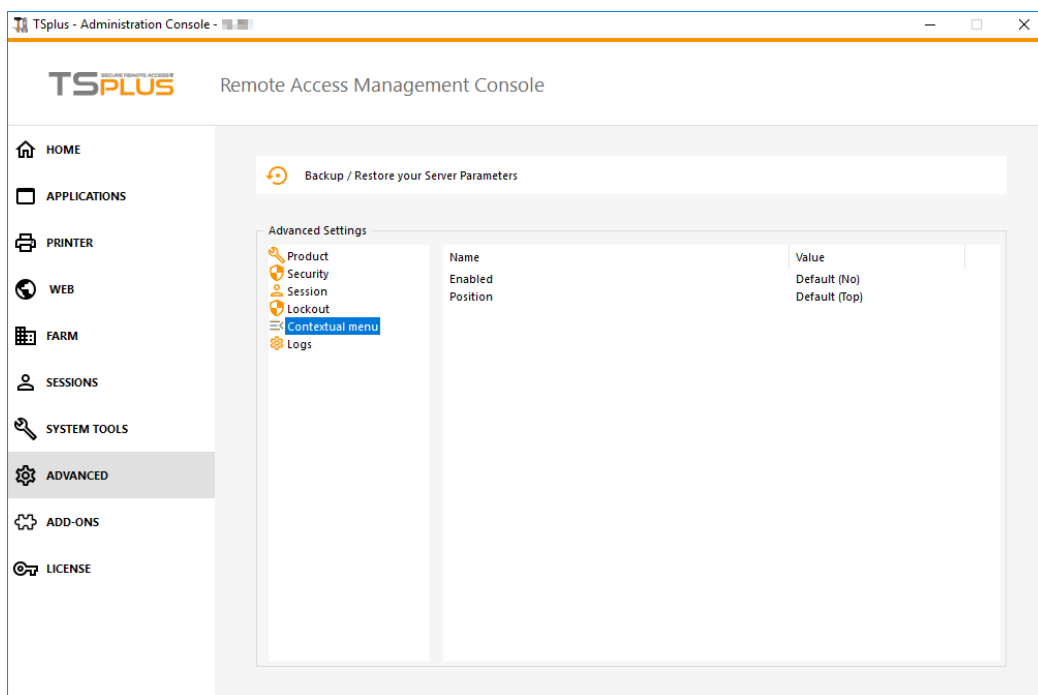 TSplus - Administration Console -
TSPLUS SECURE REMOTE ACCESS®
Remote Access Management Console
HOME
APPLICATIONS
PRINTER
WEB
FARM
SESSIONS
SYSTEM TOOLS
ADVANCED
ADD-ONS
LICENSE
Backup / Restore your Server Parameters
Advanced Settings
Product
Security
Session
Lockout
Contextual menu
Logs
Name Value
Enabled Default (No)
Position Default (Top)